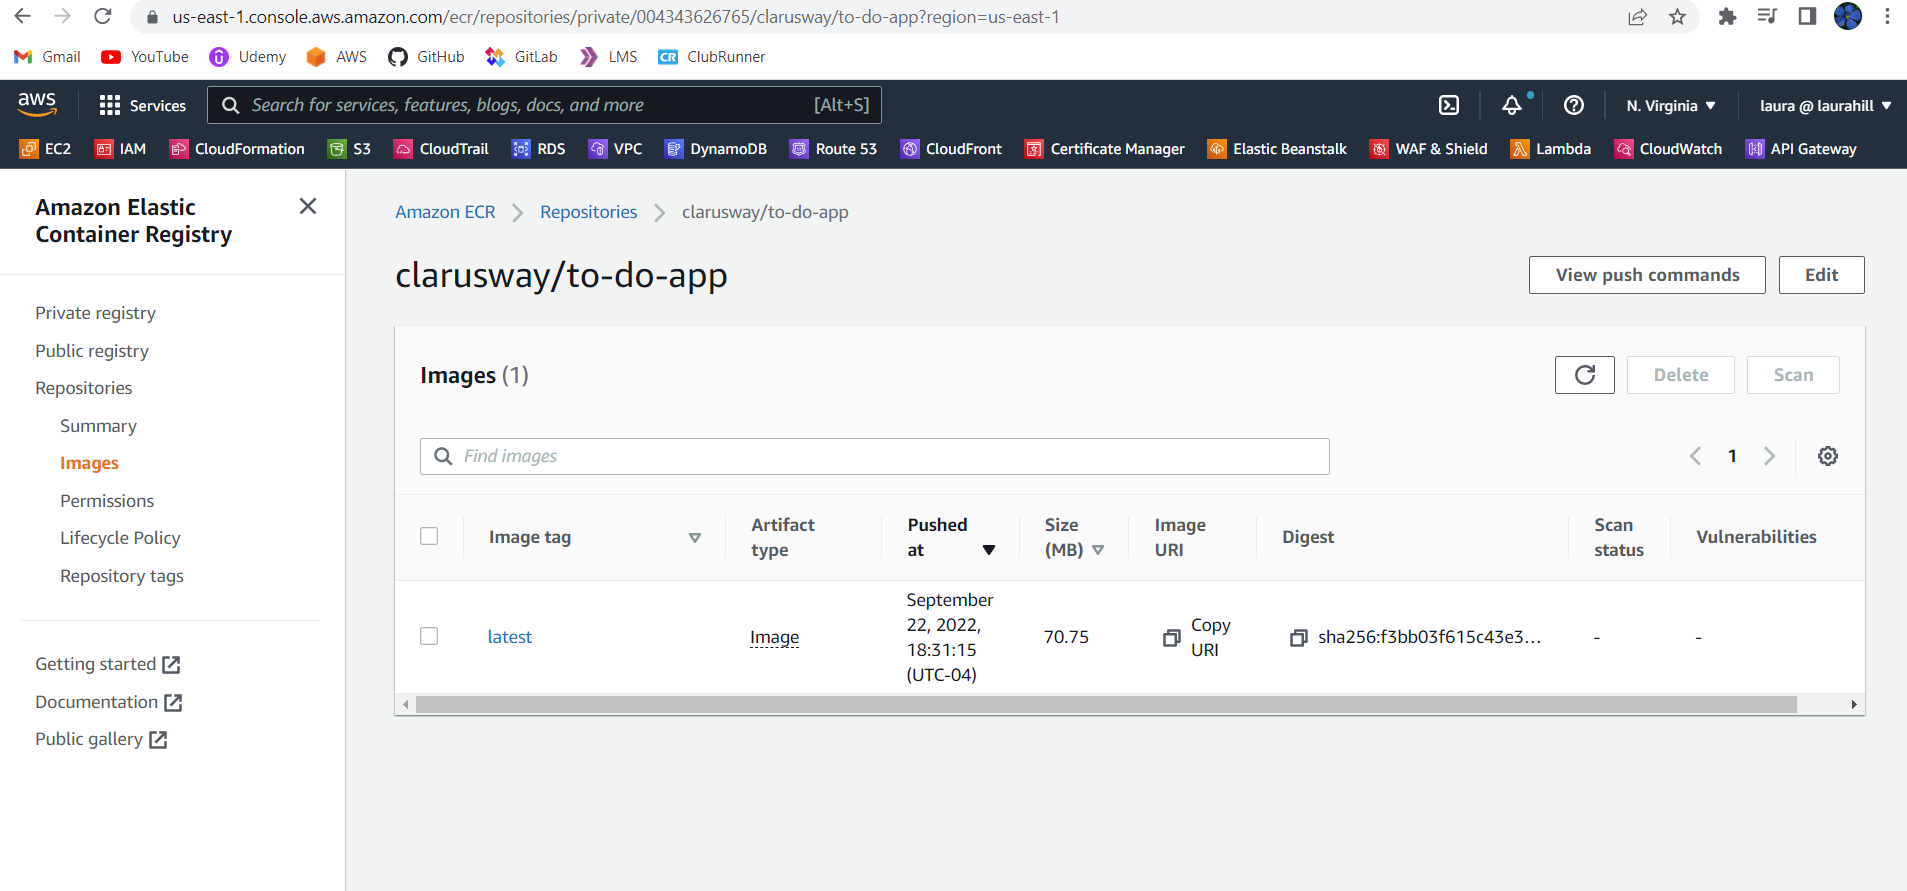 us-east-1.console.aws.amazon.com/ecr/repositories/private/004343626765/clarusway/to-do-app?region=us-east-1
Gmail YouTube Udemy AWS GitHub GitLab LMS CR ClubRunner
aws Services Search for services, features, blogs, docs, and more [Alt+S] N. Virginia ▼ laura @ laurahill ▼
EC2 IAM CloudFormation S3 CloudTrail RDS VPC DynamoDB Route 53 CloudFront Certificate Manager Elastic Beanstalk WAF & Shield Lambda CloudWatch API Gateway
Amazon Elastic
Container Registry
Private registry
Public registry
Repositories
Summary
Images
Permissions
Lifecycle Policy
Repository tags
Getting started
Documentation
Public gallery
Amazon ECR > Repositories > clarusway/to-do-app
clarusway/to-do-app
View push commands Edit
Images (1)
Delete Scan
Find images
1
Image tag
Artifact
type
Pushed
at
Size
(MB)
Image
URI
Digest
Scan
status
Vulnerabilities
latest
Image
September
22, 2022,
18:31:15
(UTC-04)
70.75
Copy
URI
sha256:f3bb03f615c43e3...
-
-